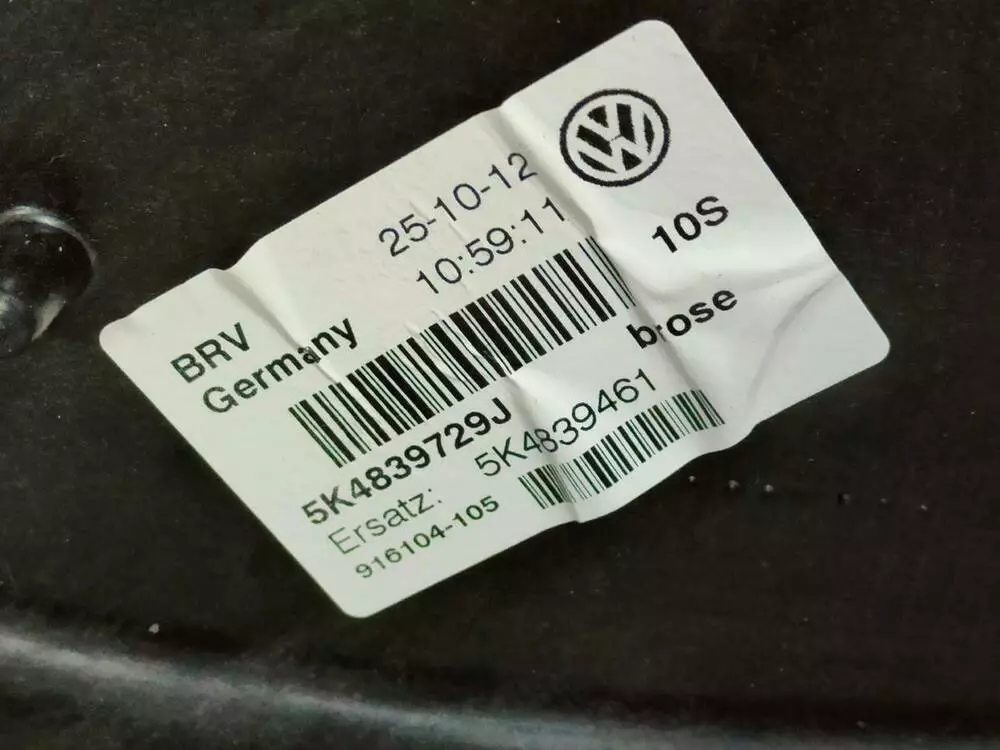 25-10-12
10:59:11
10S
BRV
Germany
brose
5K4839729J
Ersatz: 5K4839461
916104-105